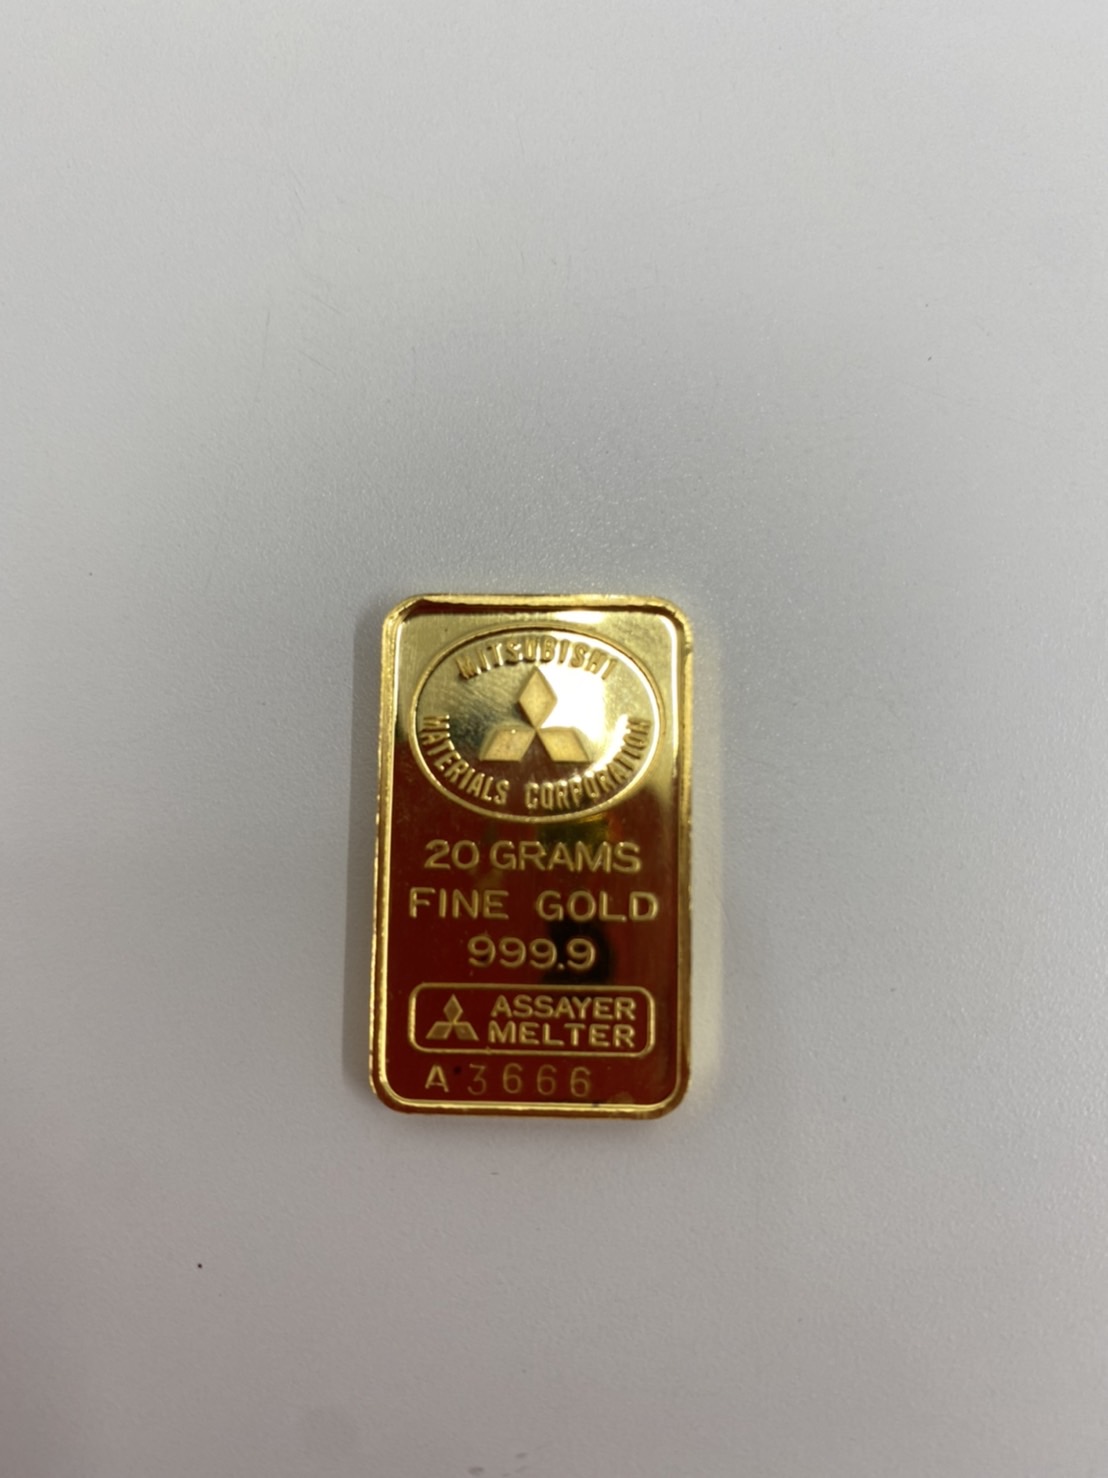 MITSUBISHI
MATERIALS CORPORATION
20 GRAMS
FINE GOLD
999.9
ASSAYER
MELTER
A 3666